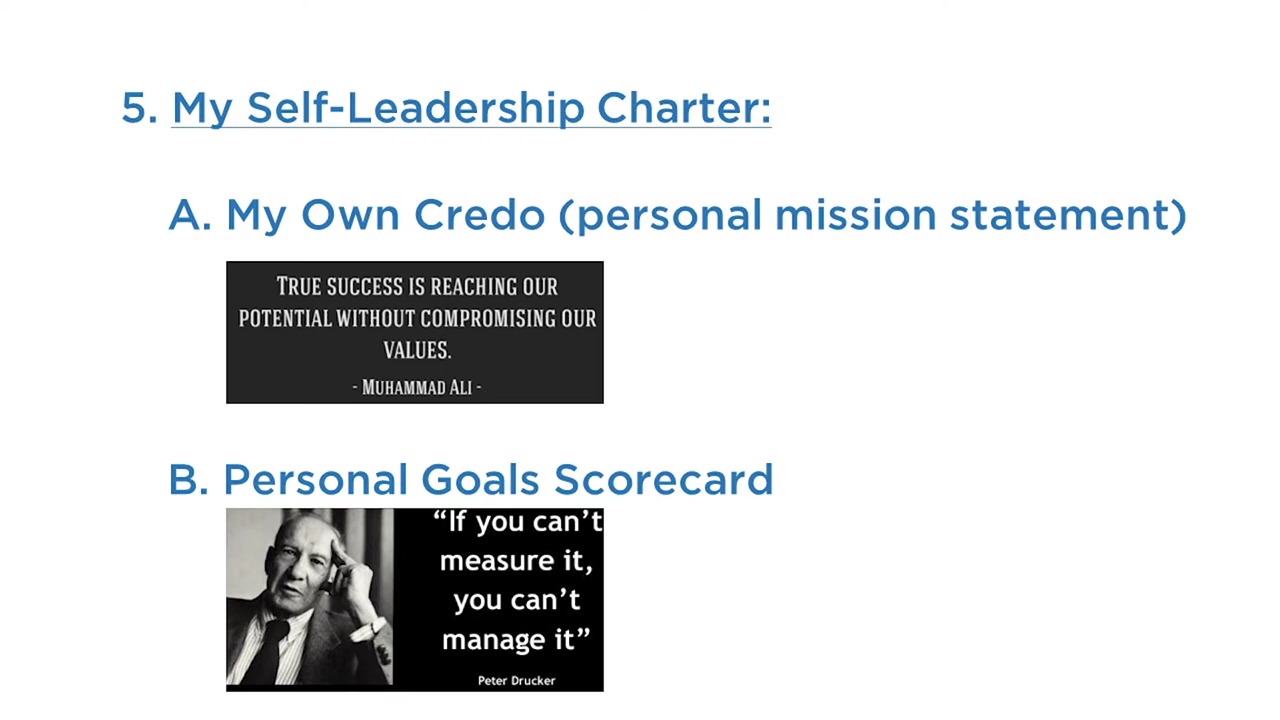 5. My Self-Leadership Charter:
A. My Own Credo (personal mission statement)
TRUE SUCCESS IS REACHING OUR
POTENTIAL WITHOUT COMPROMISING OUR
VALUES.
- MUHAMMAD ALI -
B. Personal Goals Scorecard
“If you can’t
measure it,
you can’t
manage it”
Peter Drucker